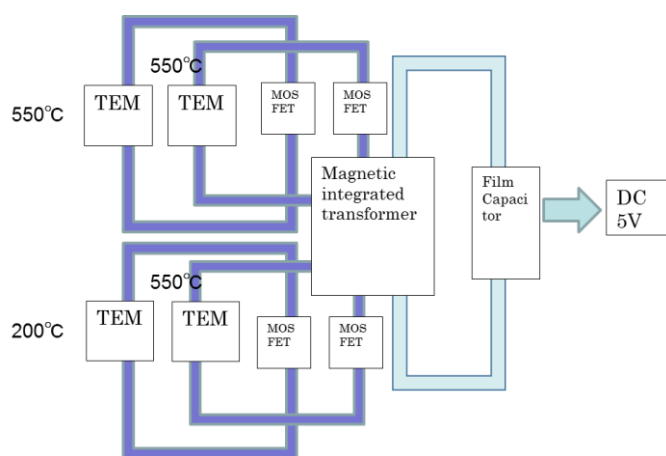 550℃
550℃
TEM
TEM
MOS
FET
MOS
FET
Magnetic
integrated
transformer
Film
Capaci
tor
DC
5V
200℃
550℃
TEM
TEM
MOS
FET
MOS
FET